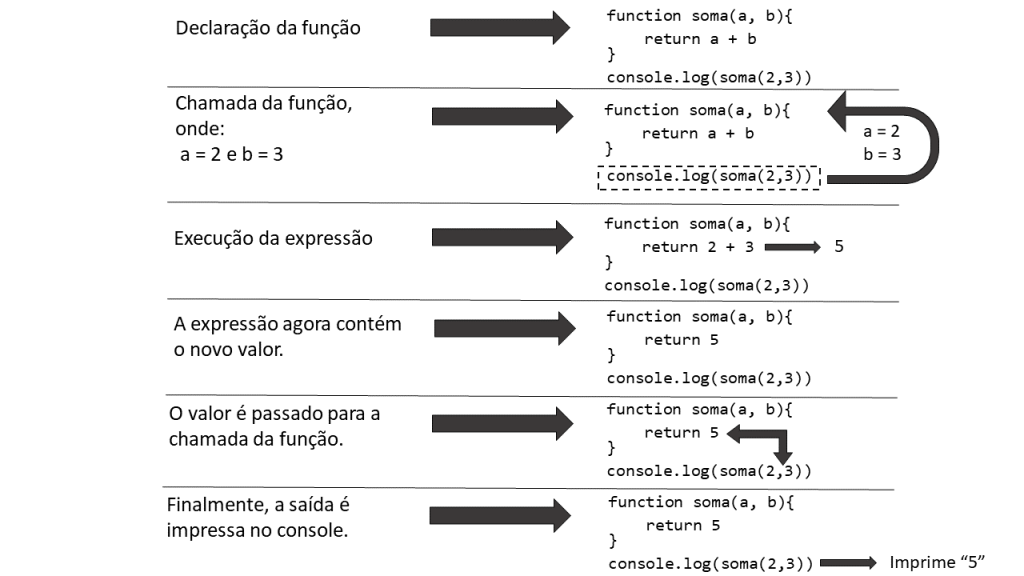 Declaração da função
function soma(a, b){
return a + b
}
console.log(soma(2,3))
Chamada da função,
onde:
a = 2 e b = 3
function soma(a, b){
return a + b
}
console.log(soma(2,3))
a = 2
b = 3
Execução da expressão
function soma(a, b){
return 2 + 3
5
}
console.log(soma(2,3))
A expressão agora contém
o novo valor.
function soma(a, b){
return 5
}
console.log(soma(2,3))
O valor é passado para a
chamada da função.
function soma(a, b){
return 5
}
console.log(soma(2,3))
Finalmente, a saída é
impressa no console.
function soma(a, b){
return 5
}
console.log(soma(2,3))
Imprime “5”